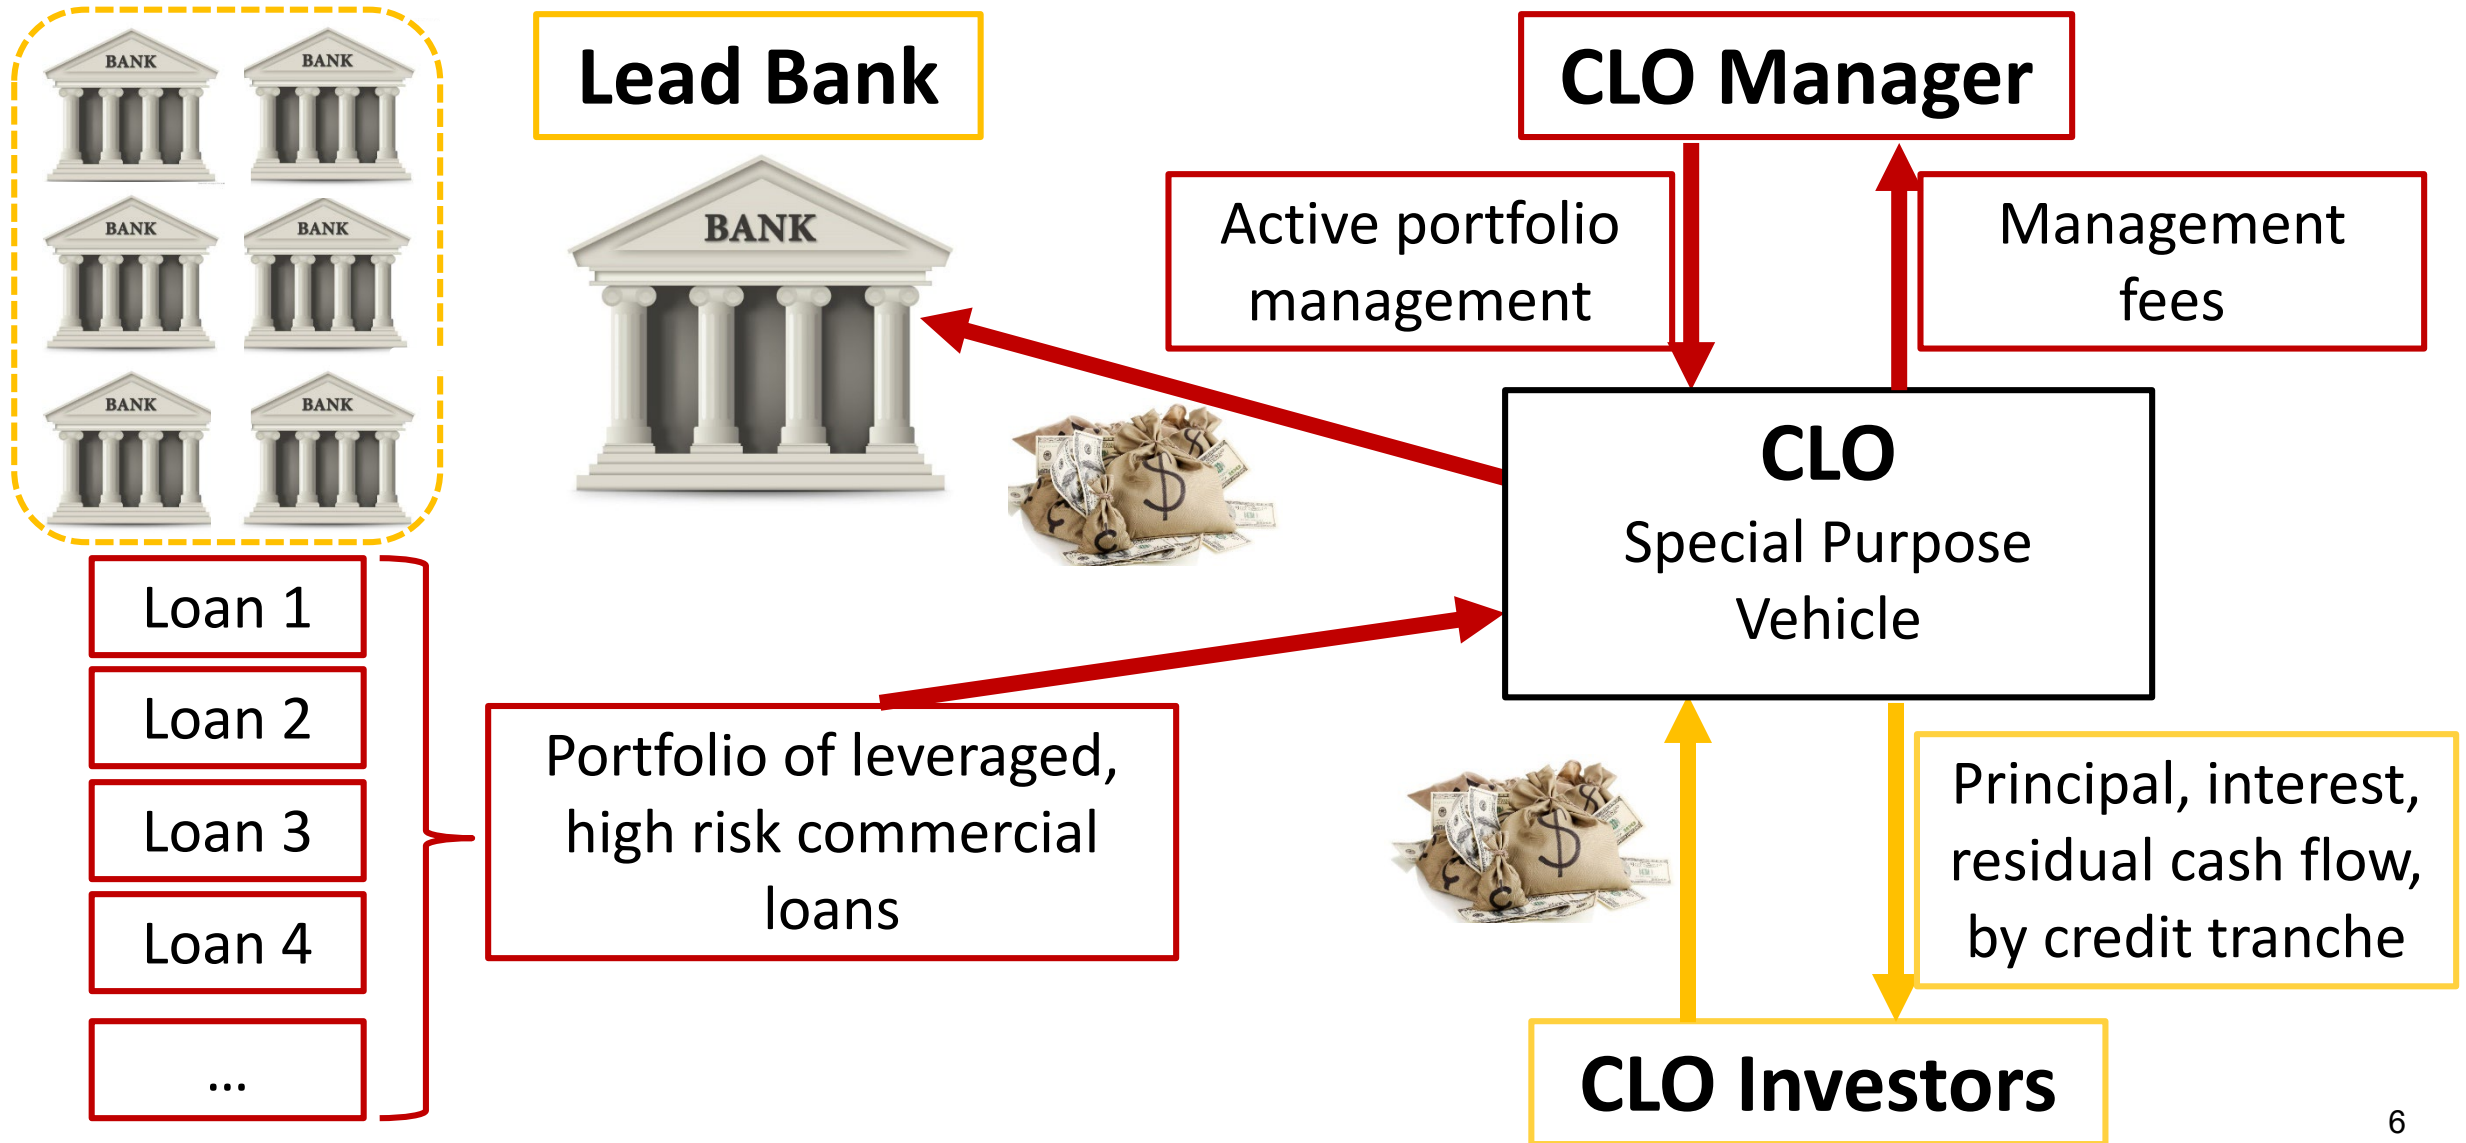 BANK
BANK
BANK
BANK
BANK
BANK
Lead Bank
BANK
CLO Manager
Active portfolio
management
Management
fees
CLO
Special Purpose
Vehicle
$
Loan 1
Loan 2
Loan 3
Loan 4
...
Portfolio of leveraged,
high risk commercial
loans
$
Principal, interest,
residual cash flow,
by credit tranche
CLO Investors
6